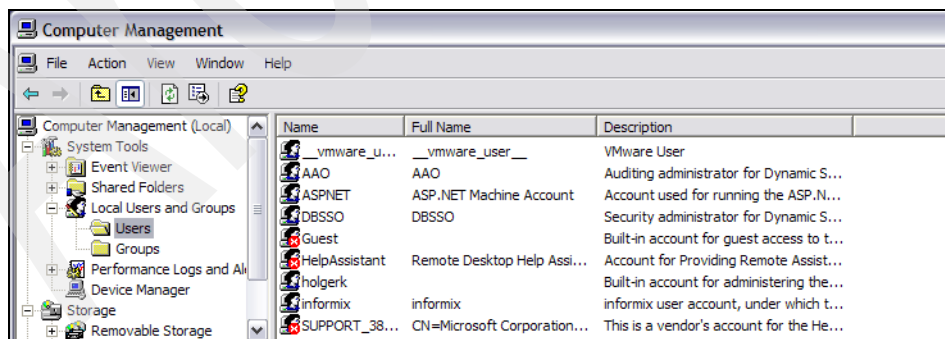 Computer Management
File Action View Window Help
Computer Management (Local)
System Tools
Event Viewer
Shared Folders
Local Users and Groups
Users
Groups
Performance Logs and Al
Device Manager
Storage
Removable Storage
Name Full Name Description
__vmware_u... __vmware_user__ VMware User
AAO AAO Auditing administrator for Dynamic S...
ASPNET ASP.NET Machine Account Account used for running the ASP.N...
DBSSO DBSSO Security administrator for Dynamic S...
Guest Built-in account for guest access to t...
HelpAssistant Remote Desktop Help Assi... Account for Providing Remote Assist...
holgerk Built-in account for administering the...
informix informix informix user account, under which t...
SUPPORT_38... CN=Microsoft Corporation... This is a vendor's account for the He...